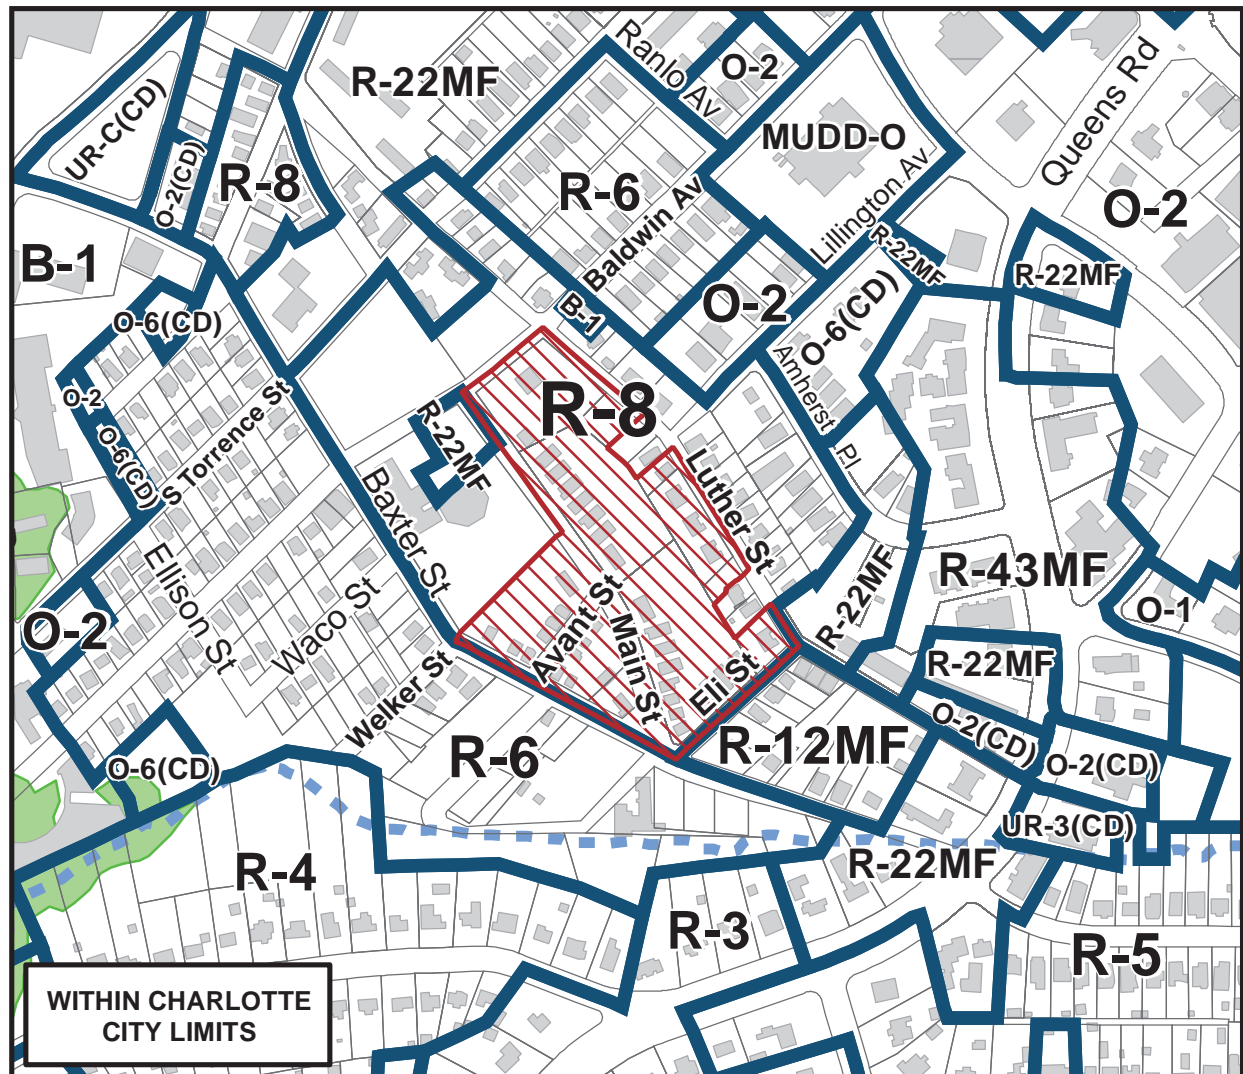 Ranlo Av
O-2
R-22MF
UR-C(CD)
MUDD-O
Queens Rd
O-2(CD)
R-8
R-6
Baldwin Av
Lillington Av
O-2
B-1
R-22MF
R-22MF
O-6(CD)
B-1
O-2
O-6(CD)
Amherst Pl
O-2
R-8
S Torrence St
R-22MF
O-6(CD)
Luther St
Baxter St
Ellison St
R-43MF
Waco St
R-22MF
O-1
O-2
Avant St
Main St
Eli St
R-22MF
Welker St
R-12MF
O-2(CD)
R-6
O-6(CD)
O-2(CD)
UR-3(CD)
R-4
R-22MF
R-3
R-5
WITHIN CHARLOTTE
CITY LIMITS